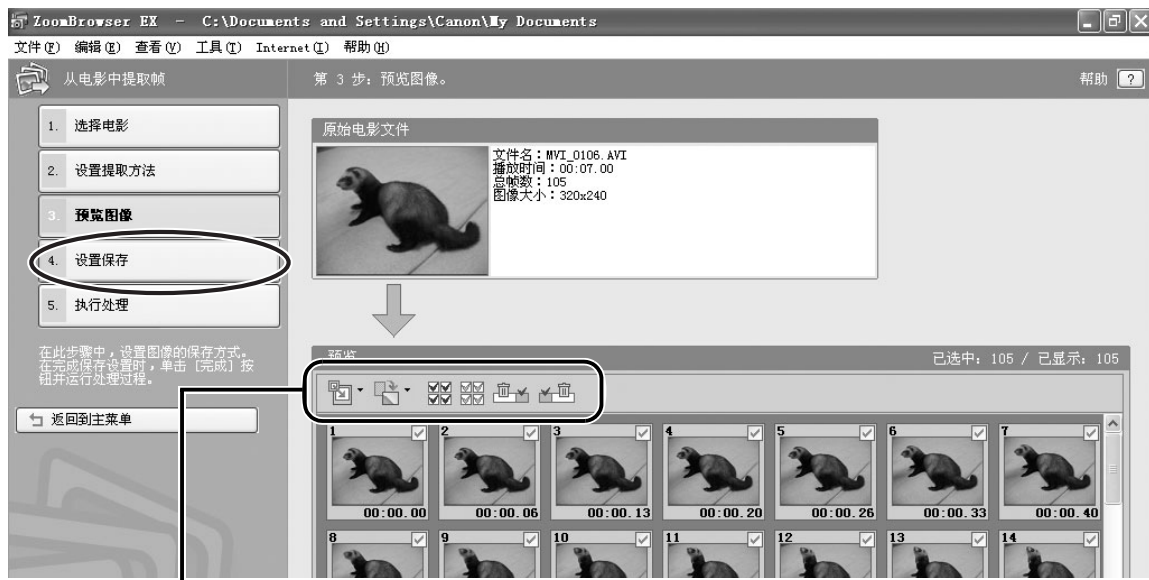 ZoomBrowser EX - C:\Documents and Settings\Canon\My Documents
文件(F) 编辑(E) 查看(V) 工具(T) Internet(I) 帮助(H)
从电影中提取帧
第 3 步: 预览图像。
帮助 ?
1. 选择电影
2. 设置提取方法
3. 预览图像
4. 设置保存
5. 执行处理
在此步骤中，设置图像的保存方式。
在完成保存设置时，单击 [完成] 按
钮并运行处理过程。
返回到主菜单
原始电影文件
文件名：MVI_0106.AVI
播放时间：00:07.00
总帧数：105
图像大小：320x240
预览
已选中: 105 / 已显示: 105
1 2 3 4 5 6 7
00:00.00 00:00.06 00:00.13 00:00.20 00:00.26 00:00.33 00:00.40
8 9 10 11 12 13 14